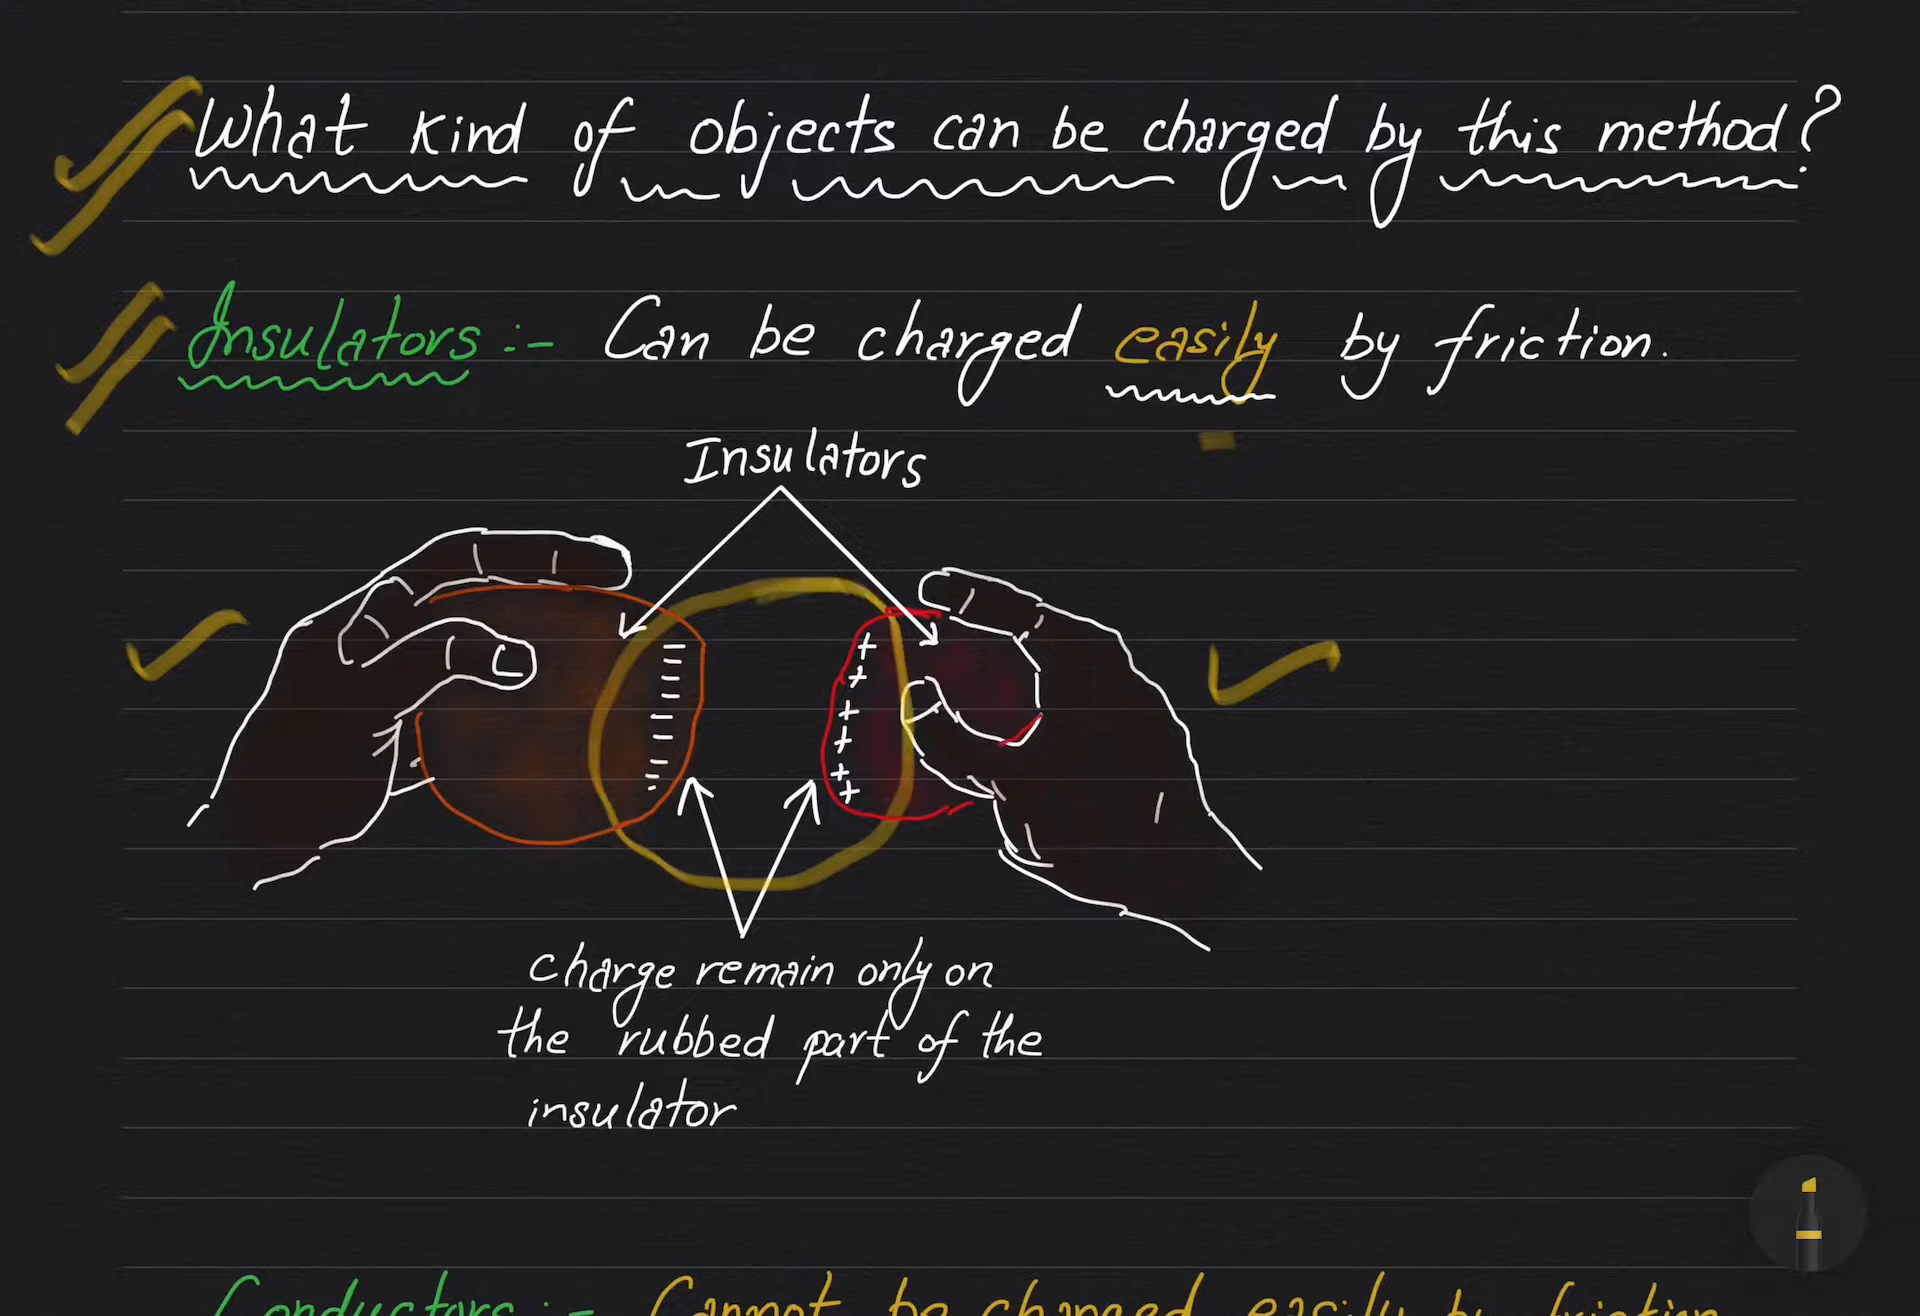 What kind of objects can be charged by this method?
Insulators :- Can be charged easily by friction.
Insulators
charge remain only on
the rubbed part of the
insulator
Conductors :- Cannot be charged easily by friction